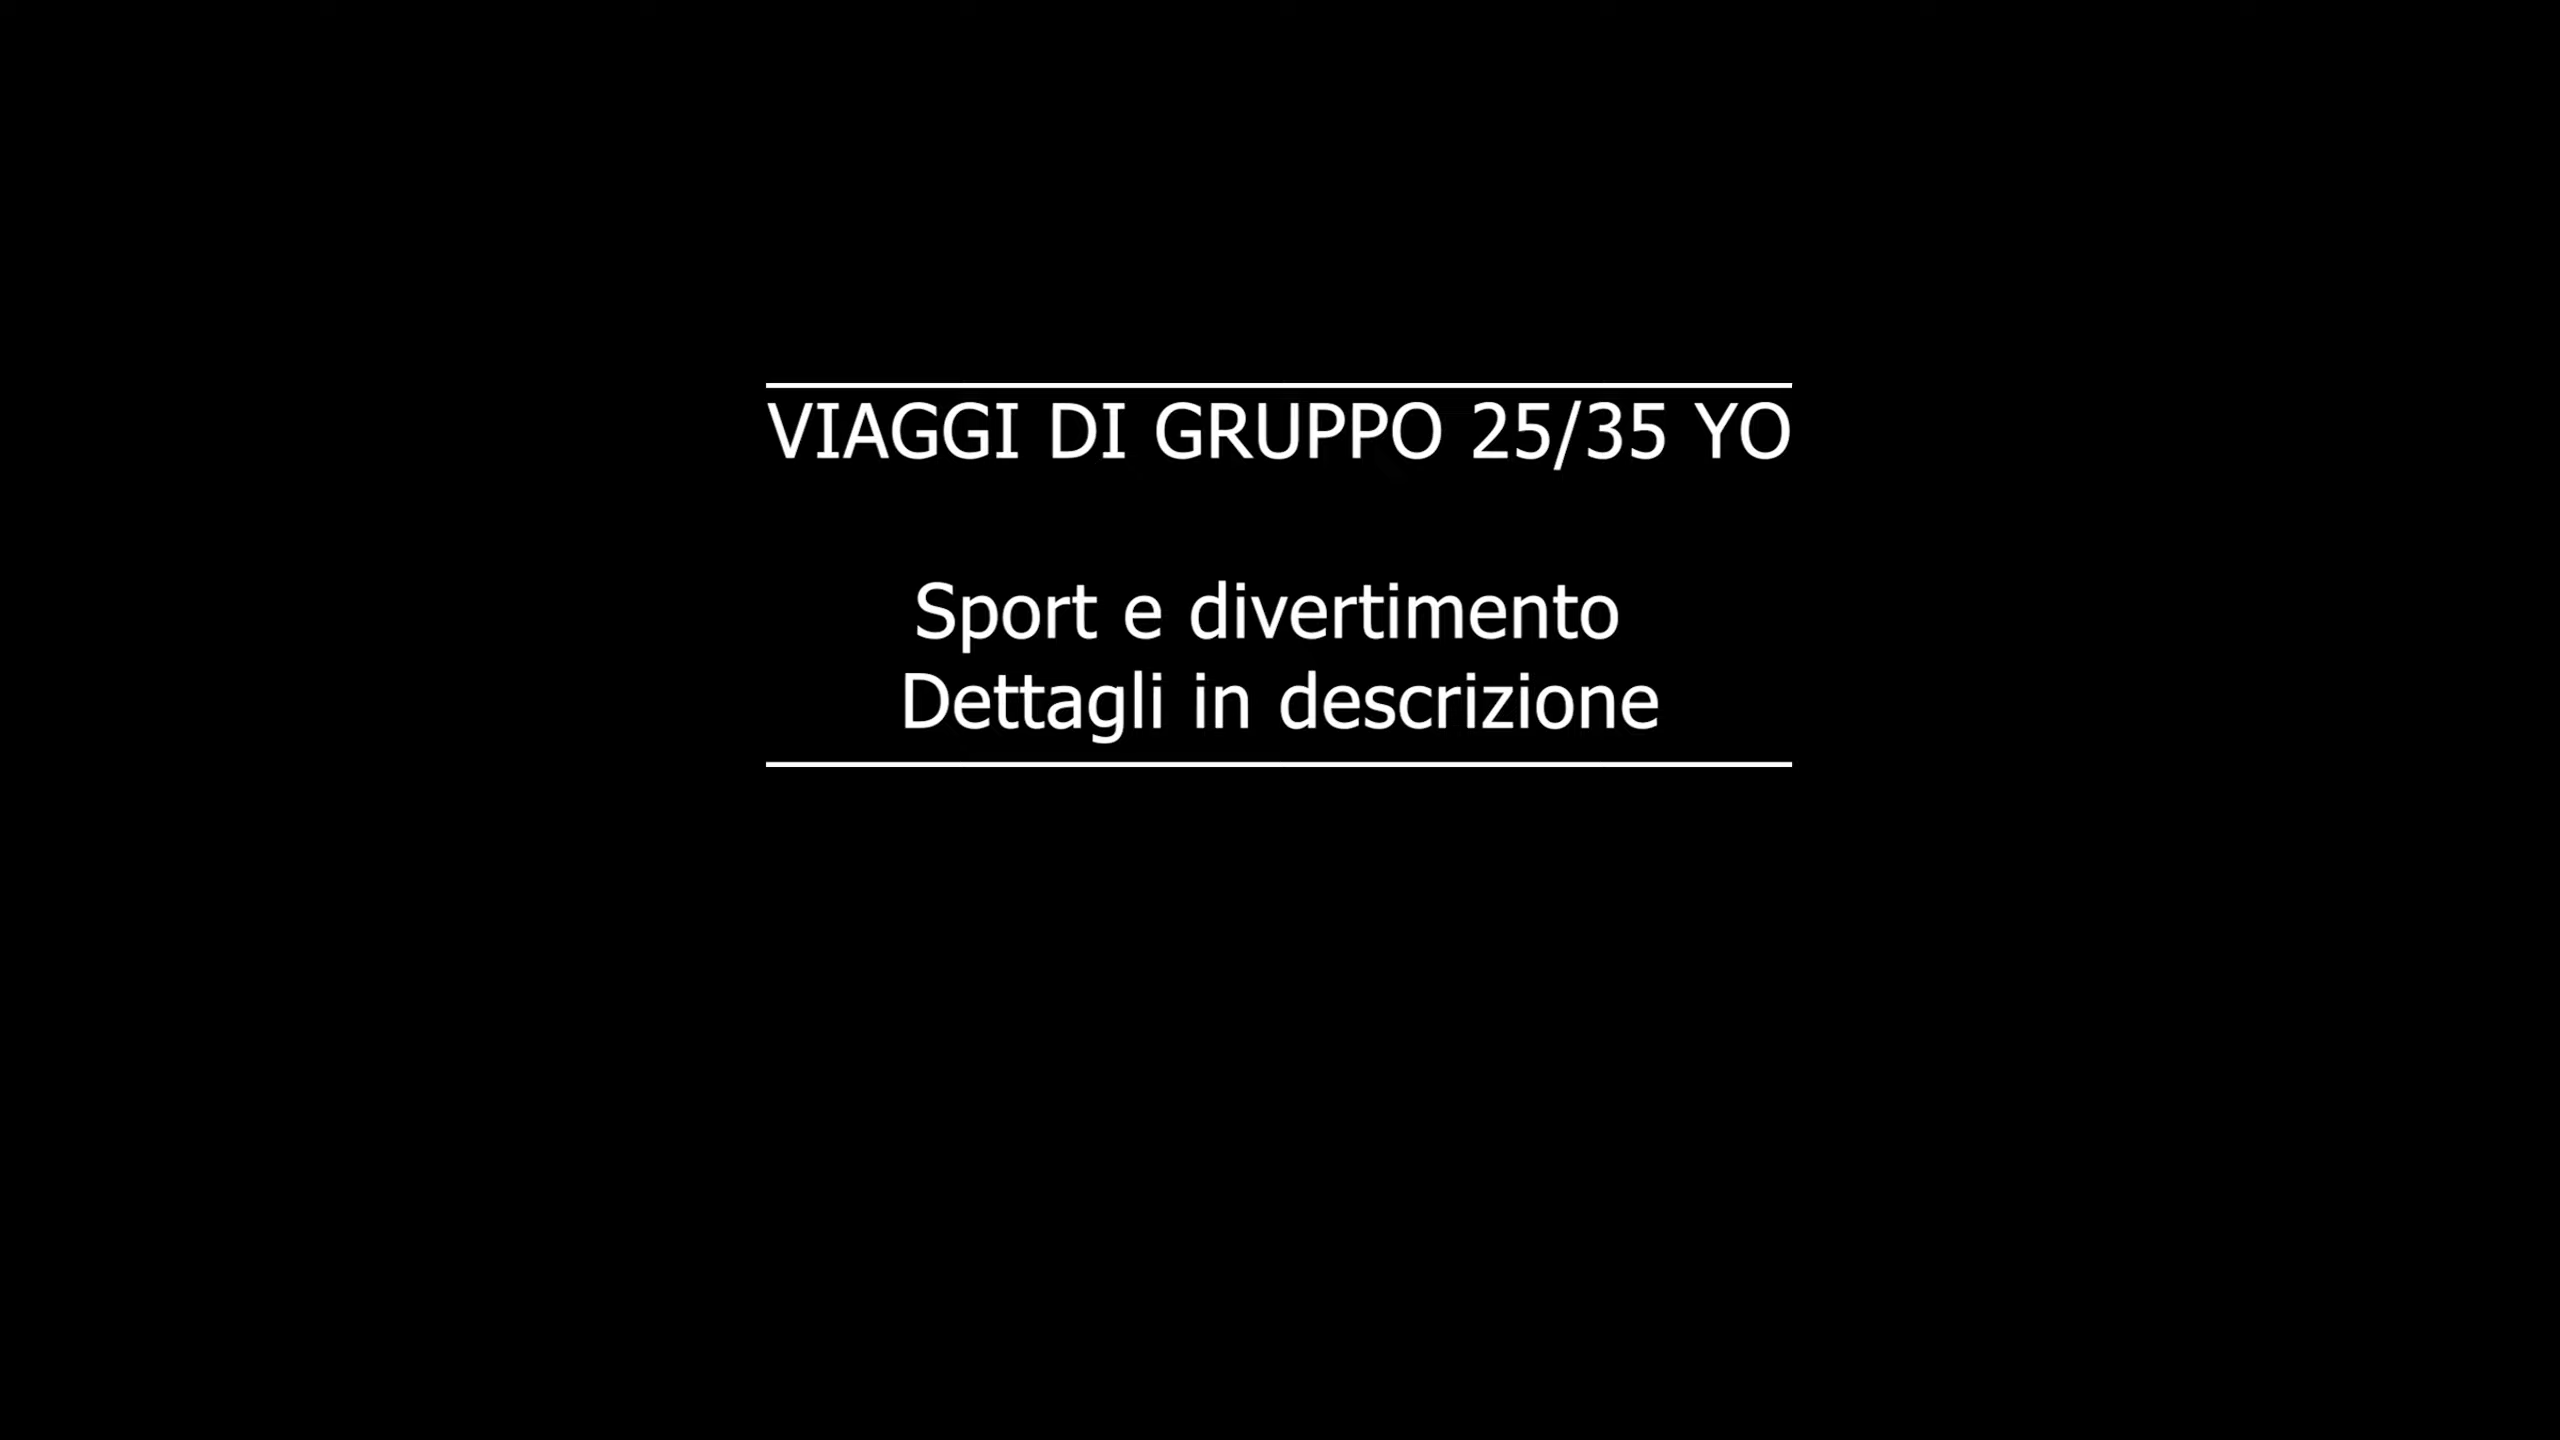 VIAGGI DI GRUPPO 25/35 YO
Sport e divertimento
Dettagli in descrizione